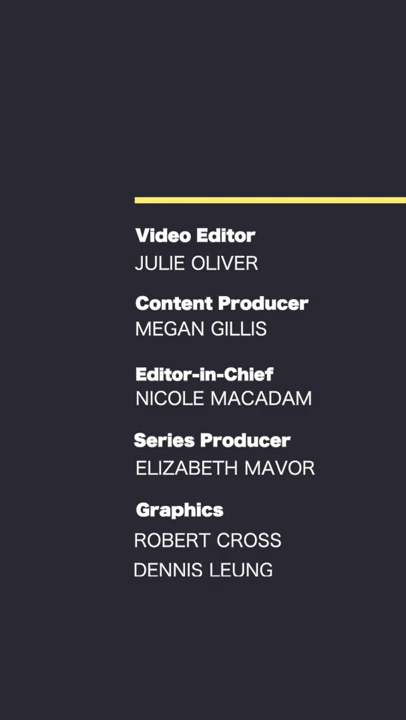 Video Editor
JULIE OLIVER
Content Producer
MEGAN GILLIS
Editor-in-Chief
NICOLE MACADAM
Series Producer
ELIZABETH MAVOR
Graphics
ROBERT CROSS
DENNIS LEUNG